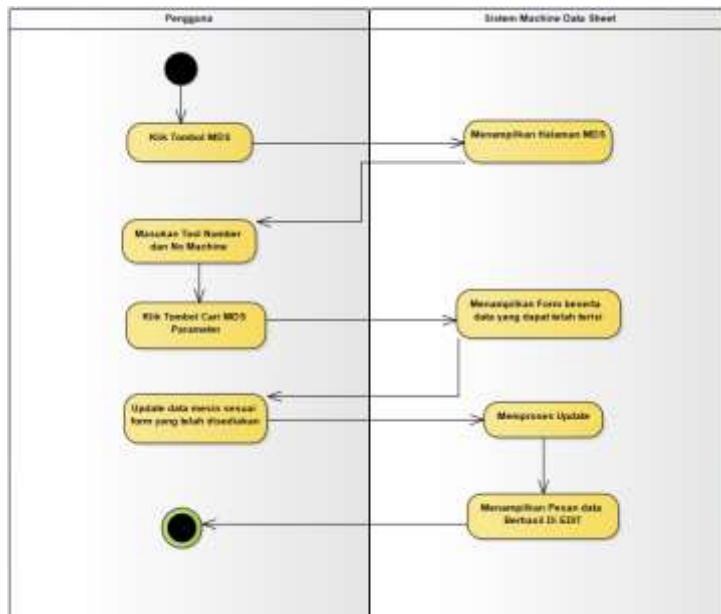 Pengguna
Sistem Machine Data Sheet
Klik Tombol MDS
Menampilkan Halaman MDS
Masukan Tool Number
dan No Machine
Klik Tombol Cari MDS
Parameter
Menampilkan Form beserta
data yang dapat telah terisi
Update data mesin sesuai
form yang telah disediakan
Memproses Update
Menampilkan Pesan data
Berhasil Di EDIT